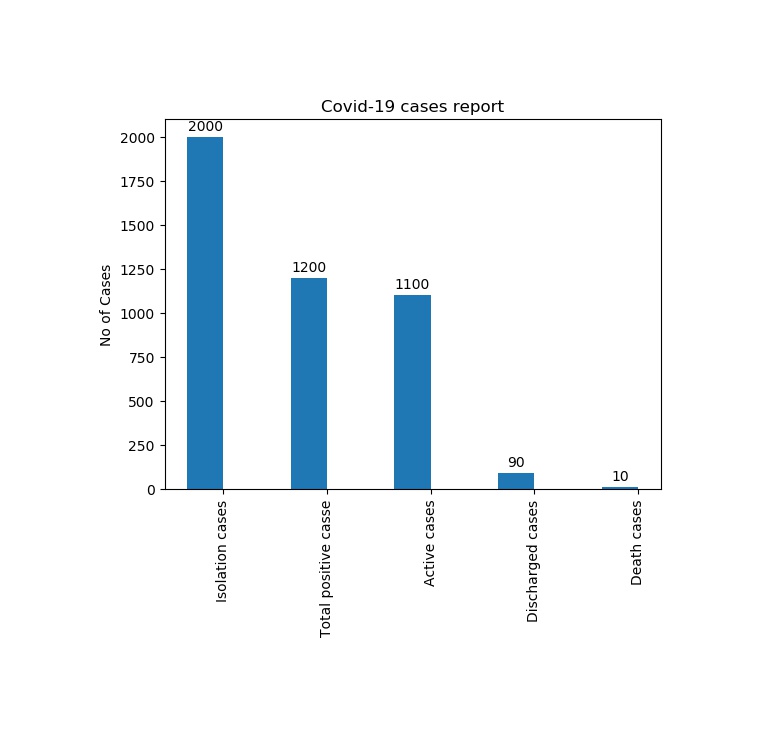 Covid-19 cases report
2000
1200
1100
90
10
2000
1750
1500
1250
1000
750
500
250
0
No of Cases
Isolation cases
Total positive casse
Active cases
Discharged cases
Death cases